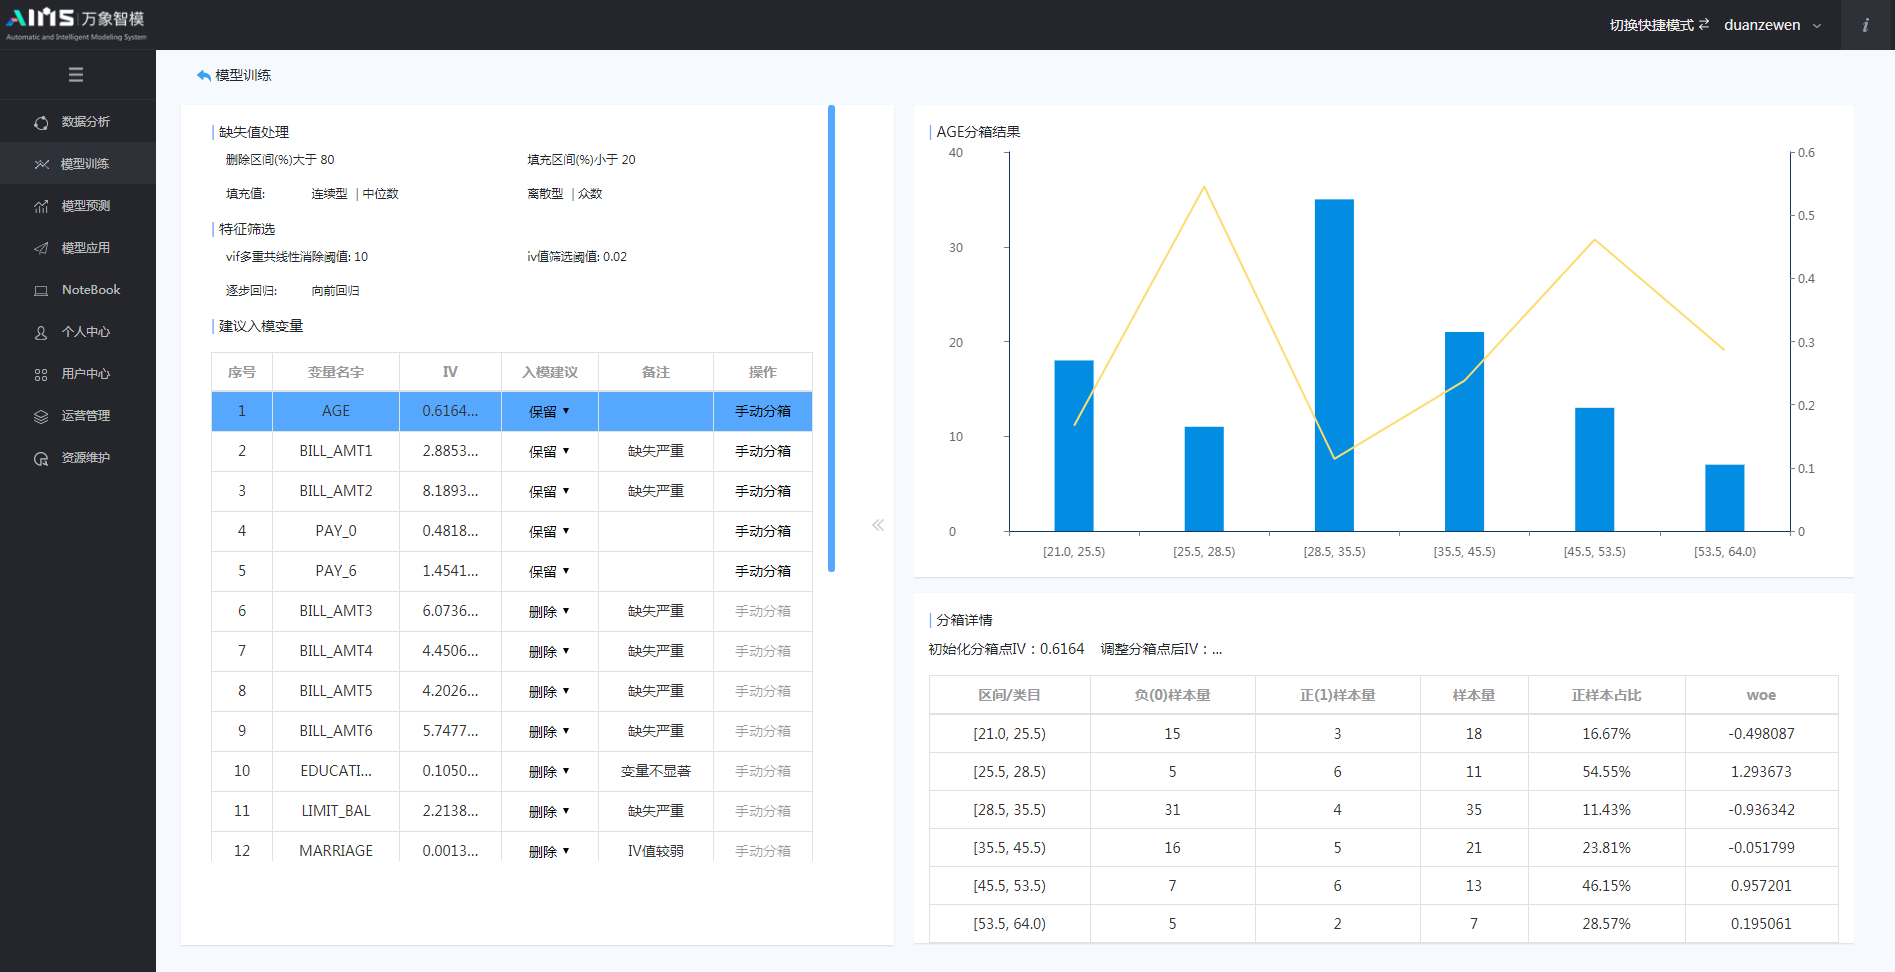 AIMS 万象智模
Automatic and Intelligent Modeling System
切换快捷模式 ⇄ duanzewen
i
数据分析
模型训练
模型预测
模型应用
NoteBook
个人中心
用户中心
运营管理
资源维护
模型训练
缺失值处理
删除区间(%)大于 80 填充区间(%)小于 20
填充值: 连续型 | 中位数 离散型 | 众数
特征筛选
vif多重共线性消除阈值: 10 iv值筛选阈值: 0.02
逐步回归: 向前回归
建议入模变量
序号 变量名字 IV 入模建议 备注 操作
1 AGE 0.6164... 保留 ▼ 手动分箱
2 BILL_AMT1 2.8853... 保留 ▼ 缺失严重 手动分箱
3 BILL_AMT2 8.1893... 保留 ▼ 缺失严重 手动分箱
4 PAY_0 0.4818... 保留 ▼ 手动分箱
5 PAY_6 1.4541... 保留 ▼ 手动分箱
6 BILL_AMT3 6.0736... 删除 ▼ 缺失严重 手动分箱
7 BILL_AMT4 4.4506... 删除 ▼ 缺失严重 手动分箱
8 BILL_AMT5 4.2026... 删除 ▼ 缺失严重 手动分箱
9 BILL_AMT6 5.7477... 删除 ▼ 缺失严重 手动分箱
10 EDUCATI... 0.1050... 删除 ▼ 变量不显著 手动分箱
11 LIMIT_BAL 2.2138... 删除 ▼ 缺失严重 手动分箱
12 MARRIAGE 0.0013... 删除 ▼ IV值较弱 手动分箱
AGE分箱结果
40 0.6
0.5
30
0.4
20 0.3
0.2
10
0.1
0 0
[21.0, 25.5) [25.5, 28.5) [28.5, 35.5) [35.5, 45.5) [45.5, 53.5) [53.5, 64.0)
分箱详情
初始化分箱点IV：0.6164 调整分箱点后IV：...
区间/类目 负(0)样本量 正(1)样本量 样本量 正样本占比 woe
[21.0, 25.5) 15 3 18 16.67% -0.498087
[25.5, 28.5) 5 6 11 54.55% 1.293673
[28.5, 35.5) 31 4 35 11.43% -0.936342
[35.5, 45.5) 16 5 21 23.81% -0.051799
[45.5, 53.5) 7 6 13 46.15% 0.957201
[53.5, 64.0) 5 2 7 28.57% 0.195061